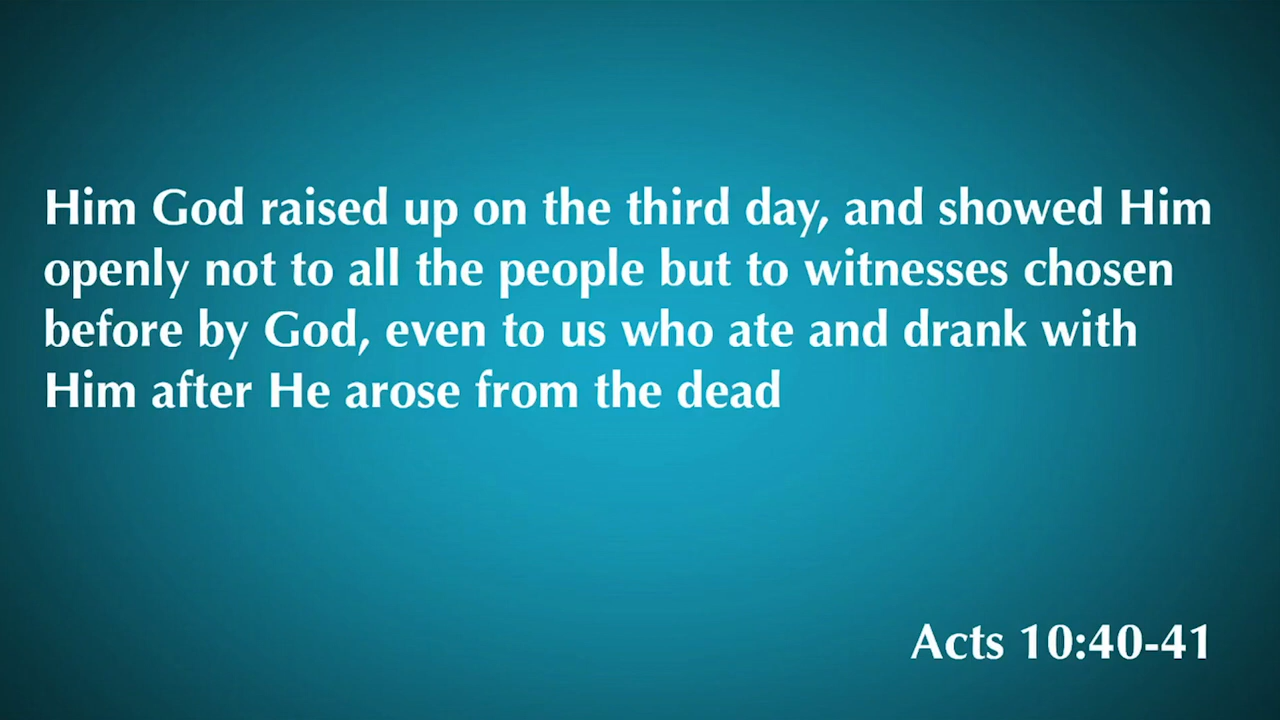 Him God raised up on the third day, and showed Him
openly not to all the people but to witnesses chosen
before by God, even to us who ate and drank with
Him after He arose from the dead
Acts 10:40-41